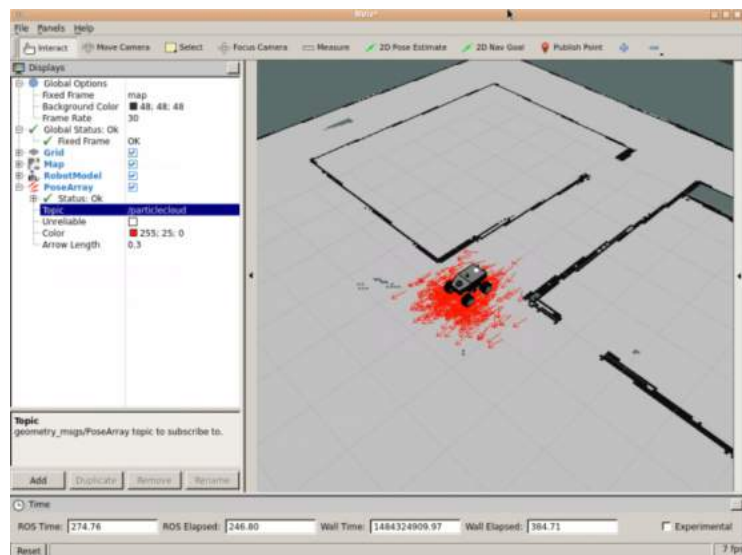 RViz*
File Panels Help
Interact Move Camera Select Focus Camera Measure 2D Pose Estimate 2D Nav Goal Publish Point
Displays
Global Options
Fixed Frame map
Background Color 48; 48; 48
Frame Rate 30
Global Status: Ok
Fixed Frame OK
Grid
Map
RobotModel
PoseArray
Status: Ok
Topic /particlecloud
Unreliable
Color 255; 25; 0
Arrow Length 0.3
Topic
geometry_msgs/PoseArray topic to subscribe to.
Add Duplicate Remove Rename
Time
ROS Time: 274.76 ROS Elapsed: 246.80 Wall Time: 1484324909.97 Wall Elapsed: 384.71 Experimental
Reset 7 fps